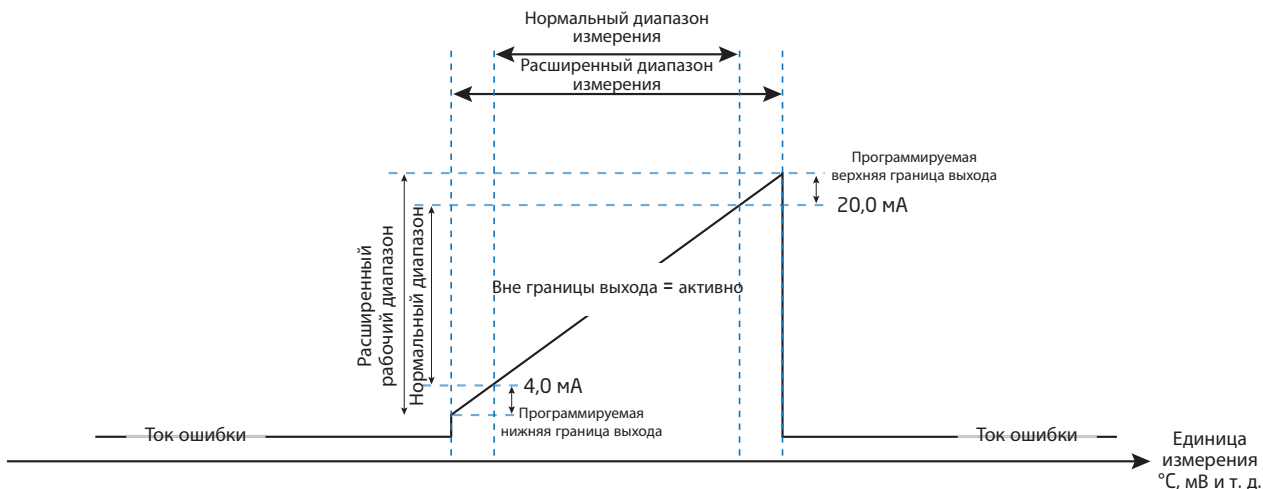 Нормальный диапазон
измерения
Расширенный диапазон
измерения
Программируемая
верхняя граница выхода
20,0 мА
Расширенный
рабочий диапазон
Нормальный диапазон
Вне границы выхода = активно
4,0 мА
Программируемая
нижняя граница выхода
Ток ошибки
Ток ошибки
Единица
измерения
°C, мВ и т. д.